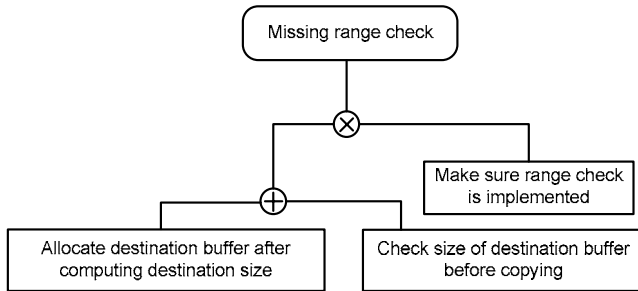 Missing range check
Make sure range check
is implemented
Allocate destination buffer after
computing destination size
Check size of destination buffer
before copying